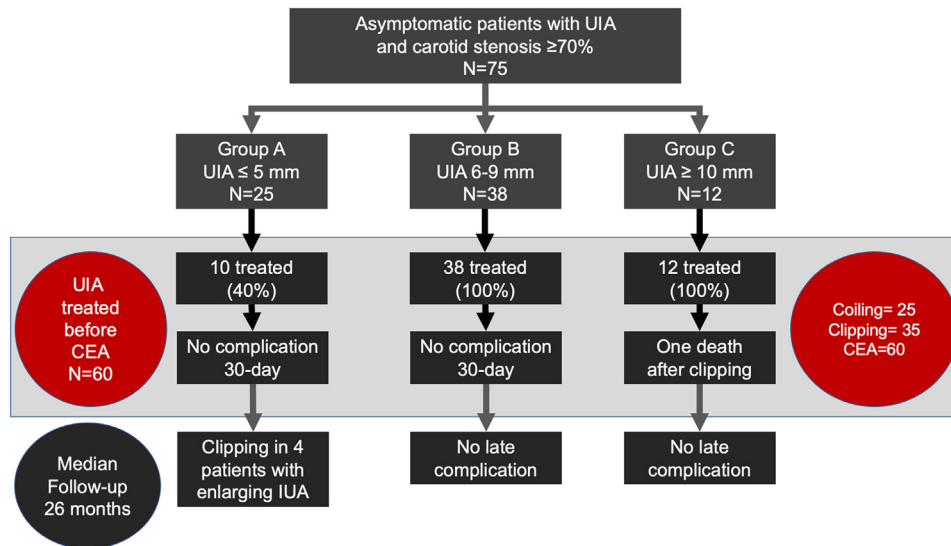 Asymptomatic patients with UIA
and carotid stenosis ≥70%
N=75
Group A
UIA ≤ 5 mm
N=25
Group B
UIA 6-9 mm
N=38
Group C
UIA ≥ 10 mm
N=12
UIA
treated
before
CEA
N=60
10 treated
(40%)
38 treated
(100%)
12 treated
(100%)
Coiling= 25
Clipping= 35
CEA=60
No complication
30-day
No complication
30-day
One death
after clipping
Median
Follow-up
26 months
Clipping in 4
patients with
enlarging IUA
No late
complication
No late
complication